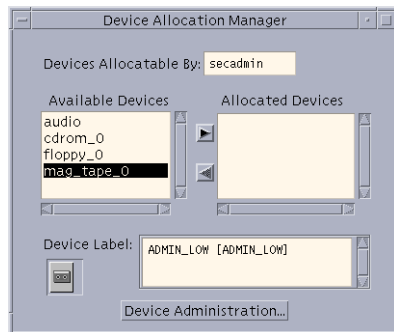 Device Allocation Manager
Devices Allocatable By: secadmin
Available Devices
Allocated Devices
audio
cdrom_0
floppy_0
mag_tape_0
Device Label:
ADMIN_LOW [ADMIN_LOW]
Device Administration...